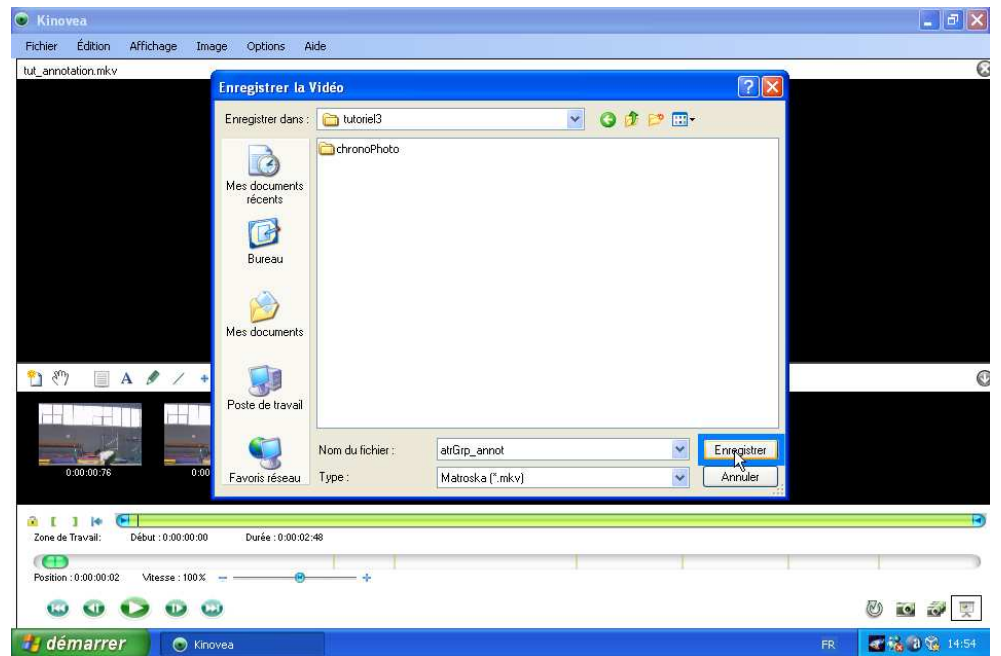 Kinovea
Fichier Édition Affichage Image Options Aide
tut_annotation.mkv
Enregistrer la Vidéo
Enregistrer dans : tutoriel3
chronoPhoto
Mes documents
récents
Bureau
Mes documents
Poste de travail
Favoris réseau
Nom du fichier : atrGrp_annot Enregistrer
Type : Matroska (*.mkv) Annuler
A
0:00:00:76 0:00
Zone de Travail: Début : 0:00:00:00 Durée : 0:00:02:48
Position : 0:00:00:02 Vitesse : 100%
démarrer Kinovea FR 14:54